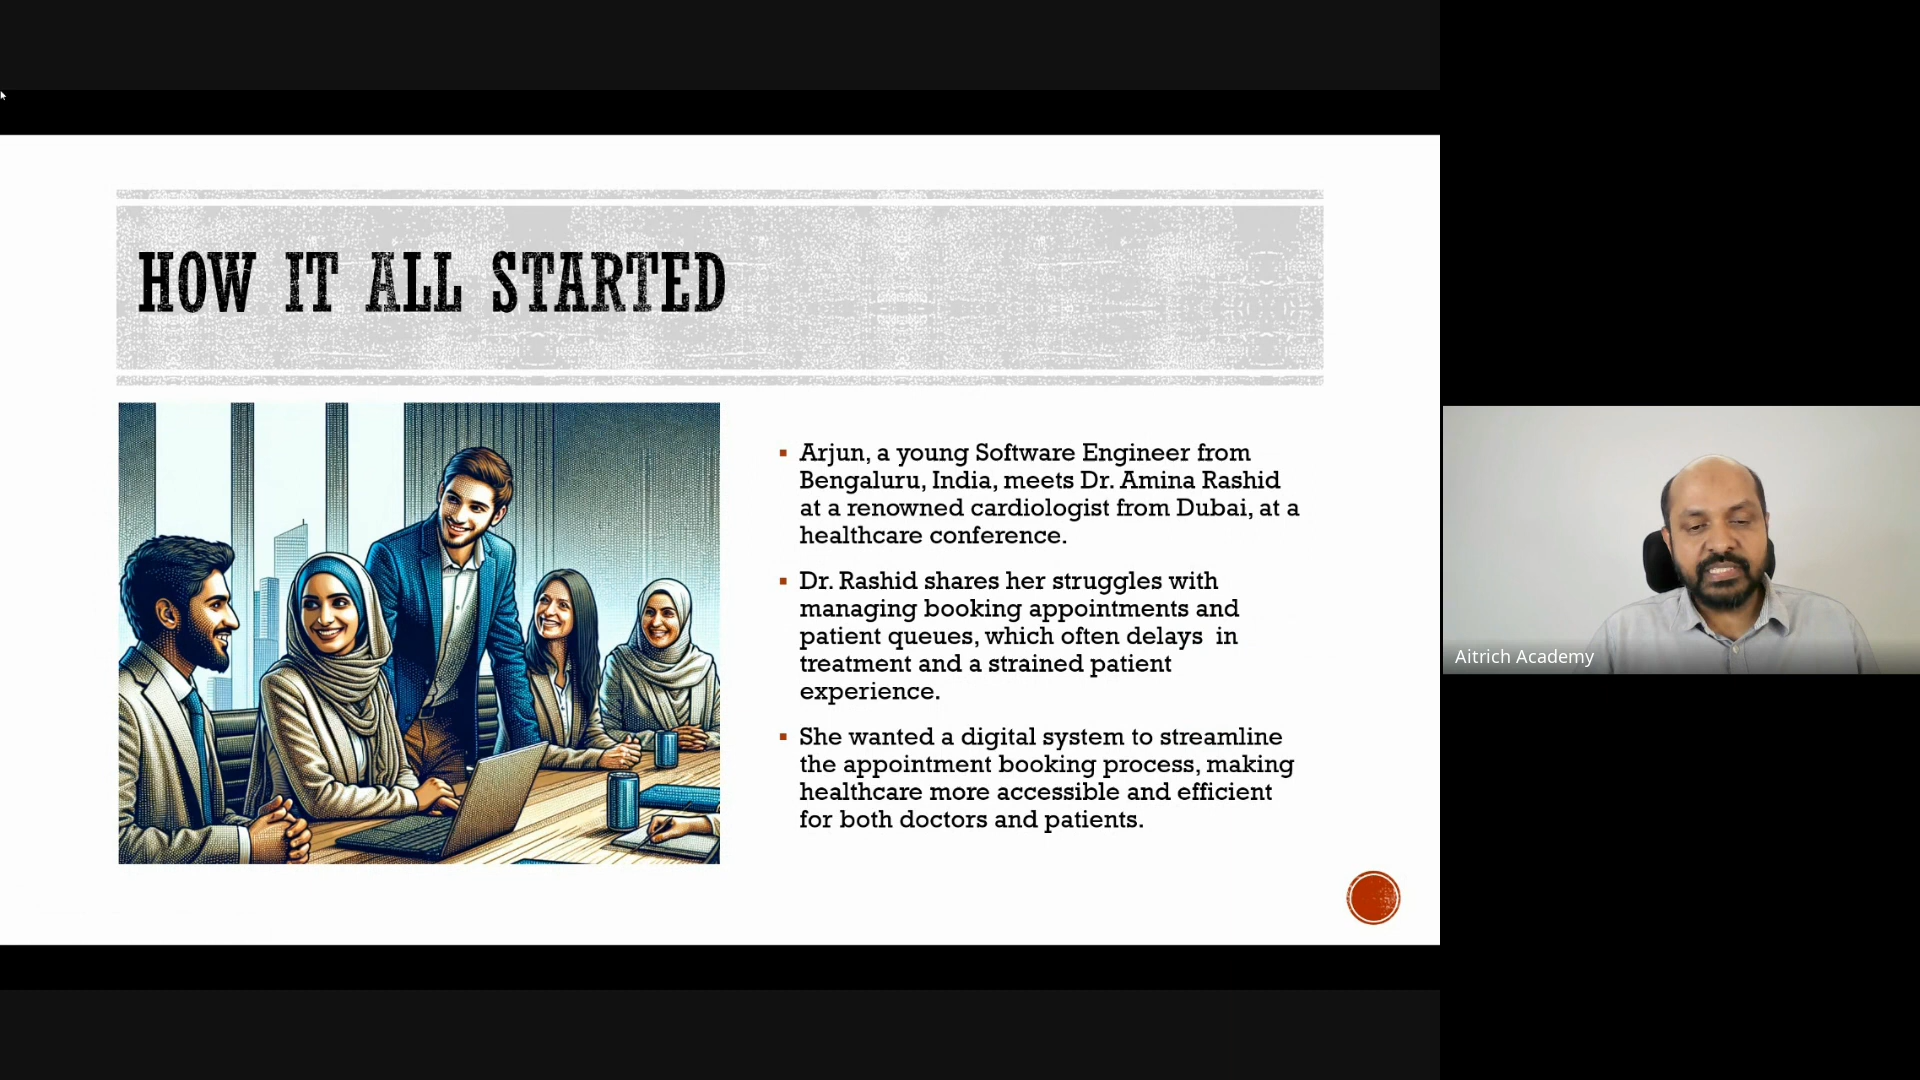 HOW IT ALL STARTED
▪ Arjun, a young Software Engineer from
Bengaluru, India, meets Dr. Amina Rashid
at a renowned cardiologist from Dubai, at a
healthcare conference.
▪ Dr. Rashid shares her struggles with
managing booking appointments and
patient queues, which often delays  in
treatment and a strained patient
experience.
▪ She wanted a digital system to streamline
the appointment booking process, making
healthcare more accessible and efficient
for both doctors and patients.
Aitrich Academy